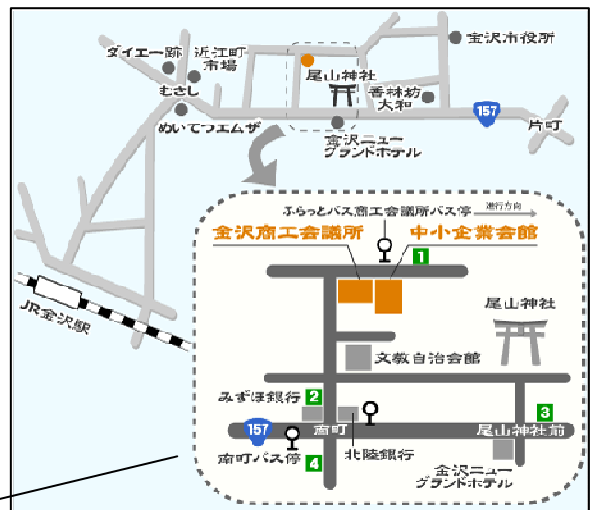 金沢市役所
ダイエー跡
近江町
市場
むさし
めいてつエムザ
尾山神社
香林坊
大和
157
片町
金沢ニュー
グランドホテル
JR金沢駅
ふらっとバス商工会議所バス停
進行方向
金沢商工会議所
中小企業会館
1
尾山神社
文教自治会館
みずほ銀行
2
3
157
南町
尾山神社前
南町バス停
4
北陸銀行
金沢ニュー
グランドホテル